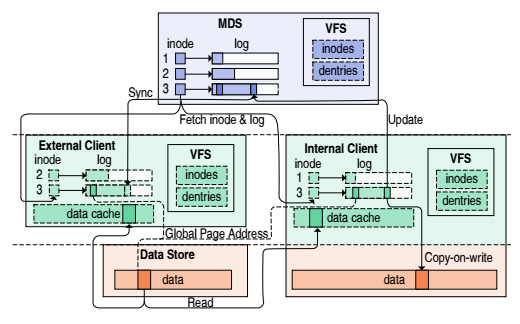 MDS
inode log
1
2
3
VFS
inodes
dentries
Sync
Fetch inode & log
Update
External Client
inode log
2
3
VFS
inodes
dentries
data cache
Internal Client
inode log
1
3
VFS
inodes
dentries
data cache
Global Page Address
Data Store
data
Read
Copy-on-write
data